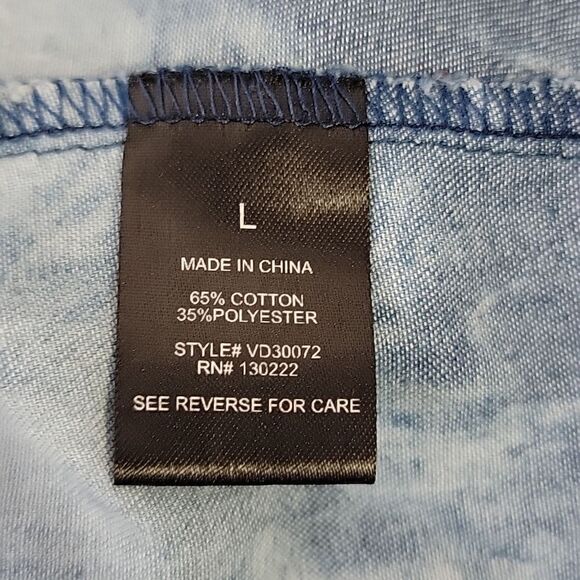 L
MADE IN CHINA
65% COTTON
35%POLYESTER
STYLE# VD30072
RN# 130222
SEE REVERSE FOR CARE